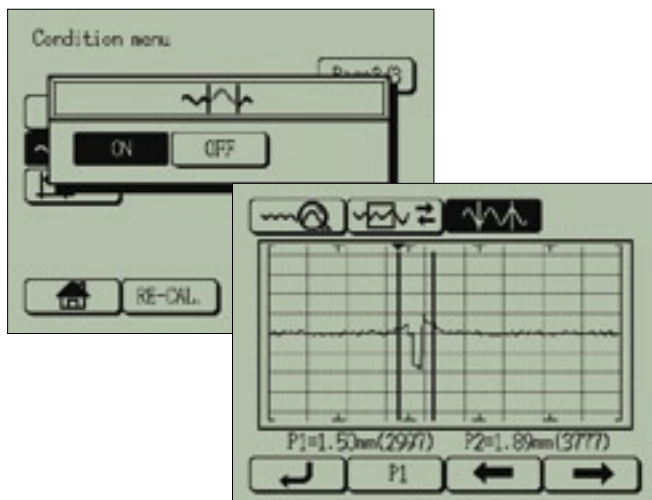 Condition menu
Page2/3
ON OFF
RE-CAL.
P1=1.50mm(2997) P2=1.89mm(3777)
P1